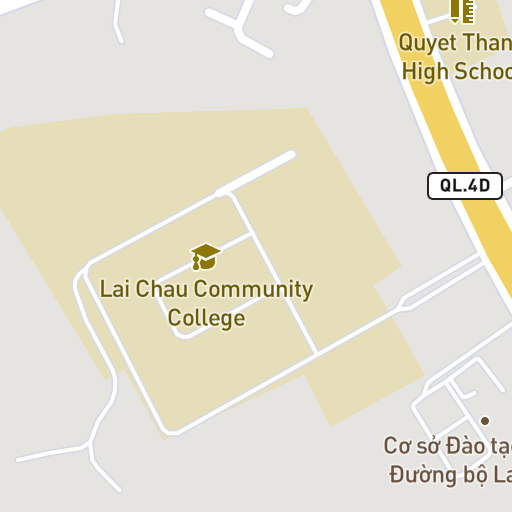 Quyet Than
High Schoo
QL.4D
Lai Chau Community
College
Cơ sở Đào tạ
Đường bộ La